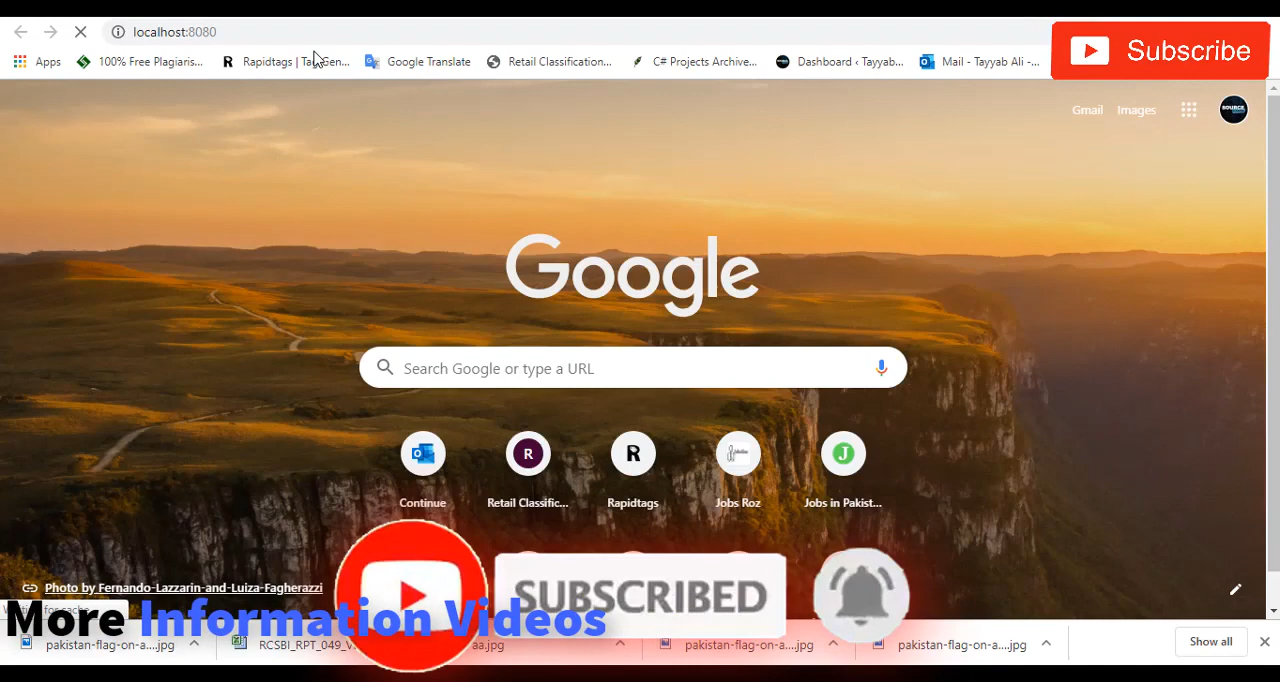 localhost:8080
Subscribe
Apps 100% Free Plagiaris... Rapidtags | Tag Gen... Google Translate Retail Classification... C# Projects Archive... Dashboard ‹ Tayyab... Mail - Tayyab Ali -...
Gmail Images
SOURCE
Google
Search Google or type a URL
R R J
Continue Retail Classific... Rapidtags Jobs Roz Jobs in Pakist...
SUBSCRIBED
Photo by Fernando-Lazzarin-and-Luiza-Fagherazzi
More Information Videos
pakistan-flag-on-a....jpg RCSBI_RPT_049_V aa.jpg pakistan-flag-on-a....jpg pakistan-flag-on-a....jpg Show all